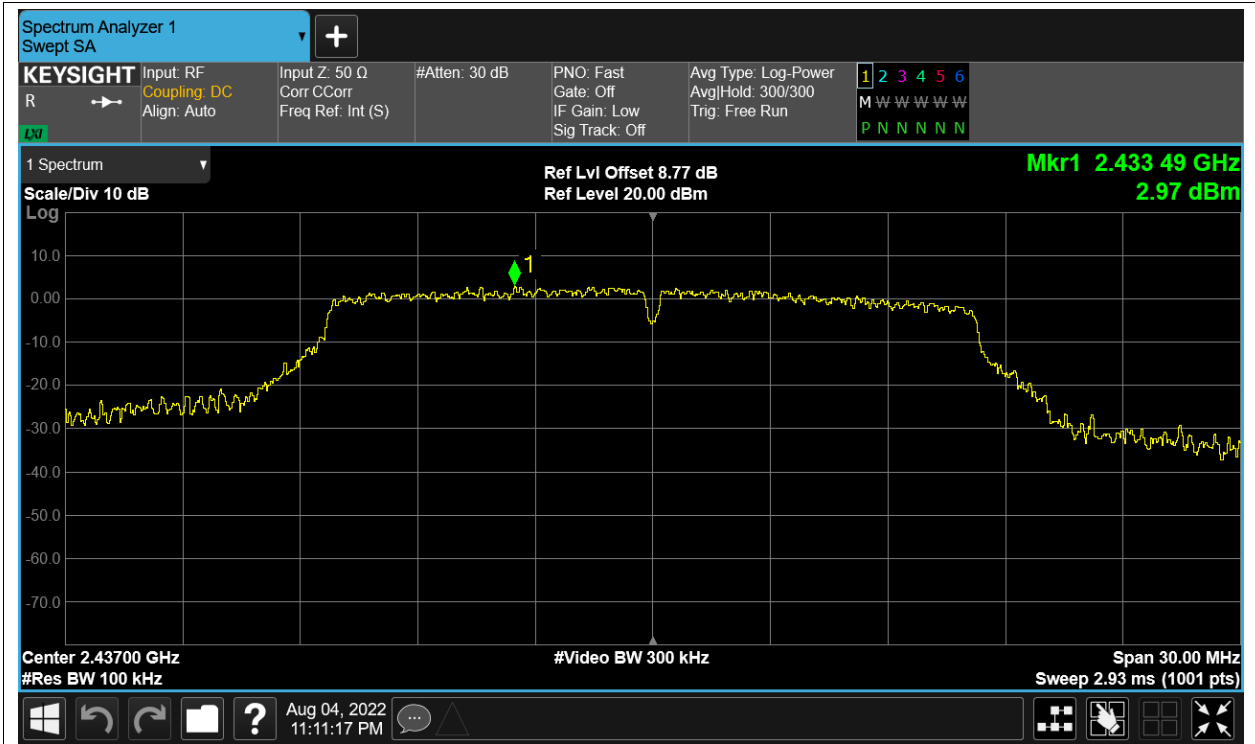 Spectrum Analyzer 1
Swept SA
KEYSIGHT
R
LXI
Input: RF
Coupling: DC
Align: Auto
Input Z: 50 Ω
Corr CCorr
Freq Ref: Int (S)
#Atten: 30 dB
PNO: Fast
Gate: Off
IF Gain: Low
Sig Track: Off
Avg Type: Log-Power
Avg|Hold: 300/300
Trig: Free Run
1 2 3 4 5 6
M W W W W W
P N N N N N
1 Spectrum
Scale/Div 10 dB
Log
Ref Lvl Offset 8.77 dB
Ref Level 20.00 dBm
Mkr1 2.433 49 GHz
2.97 dBm
10.0
1
0.00
-10.0
-20.0
-30.0
-40.0
-50.0
-60.0
-70.0
Center 2.43700 GHz
#Video BW 300 kHz
Span 30.00 MHz
#Res BW 100 kHz
Sweep 2.93 ms (1001 pts)
?
Aug 04, 2022
11:11:17 PM